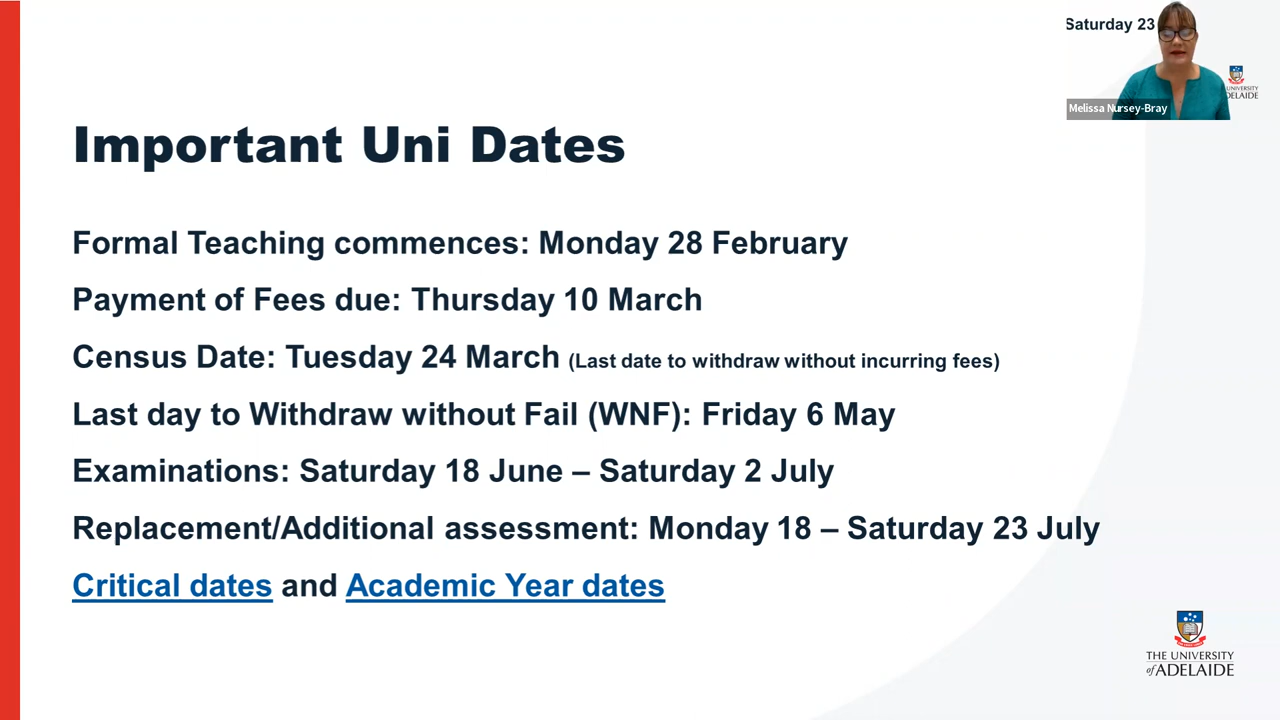 Saturday 23
UNIVERSITY
DELAIDE
Melissa Nursey-Bray
Important Uni Dates
Formal Teaching commences: Monday 28 February
Payment of Fees due: Thursday 10 March
Census Date: Tuesday 24 March (Last date to withdraw without incurring fees)
Last day to Withdraw without Fail (WNF): Friday 6 May
Examinations: Saturday 18 June – Saturday 2 July
Replacement/Additional assessment: Monday 18 – Saturday 23 July
Critical dates and Academic Year dates
THE UNIVERSITY
of ADELAIDE